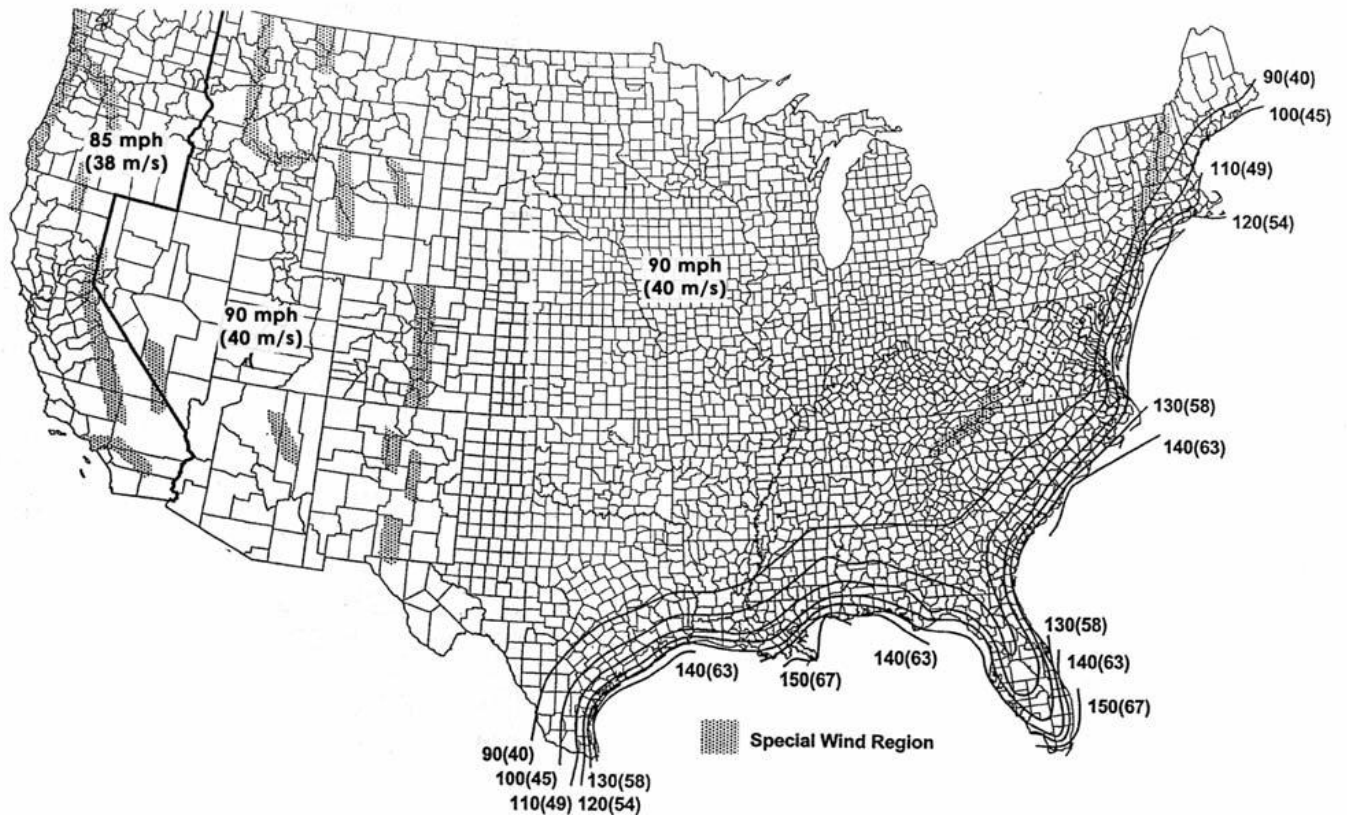 90(40)
100(45)
85 mph
(38 m/s)
110(49)
120(54)
90 mph
(40 m/s)
90 mph
(40 m/s)
130(58)
140(63)
130(58)
140(63)
140(63)
140(63)
150(67)
150(67)
Special Wind Region
90(40)
100(45)
130(58)
110(49)
120(54)